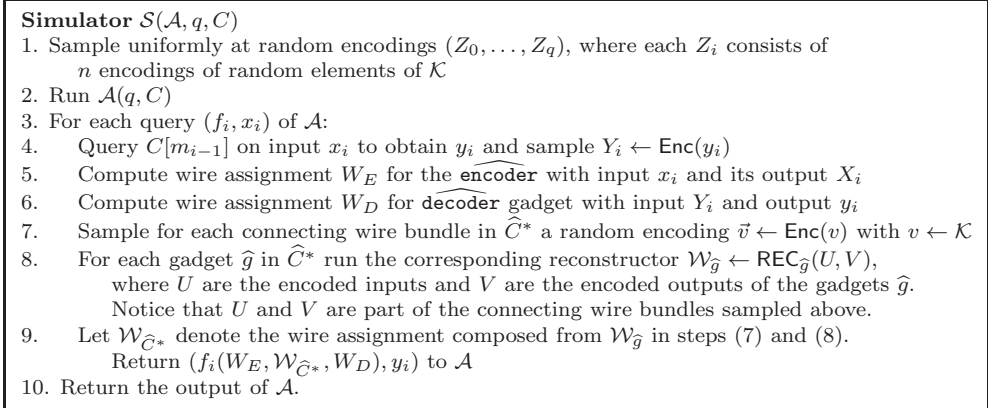 Simulator 𝒮(𝒜, q, C)
1. Sample uniformly at random encodings (Z₀, . . . , Z_q), where each Z_i consists of
n encodings of random elements of 𝒦
2. Run 𝒜(q, C)
3. For each query (f_i, x_i) of 𝒜:
4. Query C[m_{i−1}] on input x_i to obtain y_i and sample Y_i ← Enc(y_i)
5. Compute wire assignment W_E for the \widehat{encoder} with input x_i and its output X_i
6. Compute wire assignment W_D for \widehat{decoder} gadget with input Y_i and output y_i
7. Sample for each connecting wire bundle in Ĉ* a random encoding v⃗ ← Enc(v) with v ← 𝒦
8. For each gadget ĝ in Ĉ* run the corresponding reconstructor 𝒲_ĝ ← REC_ĝ(U, V),
where U are the encoded inputs and V are the encoded outputs of the gadgets ĝ.
Notice that U and V are part of the connecting wire bundles sampled above.
9. Let 𝒲_{Ĉ*} denote the wire assignment composed from 𝒲_ĝ in steps (7) and (8).
Return (f_i(W_E, 𝒲_{Ĉ*}, W_D), y_i) to 𝒜
10. Return the output of 𝒜.